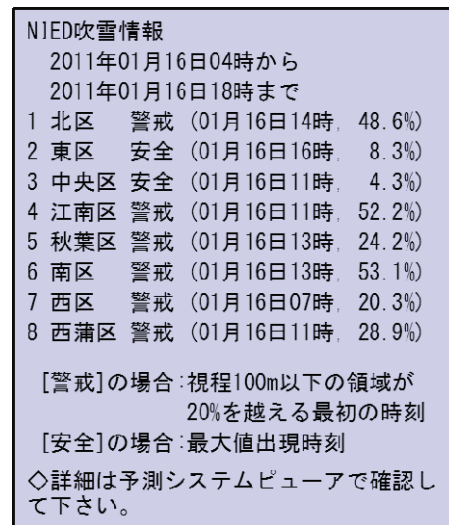 NIED吹雪情報
2011年01月16日04時から
2011年01月16日18時まで
1 北区 警戒 (01月16日14時, 48.6%)
2 東区 安全 (01月16日16時, 8.3%)
3 中央区 安全 (01月16日11時, 4.3%)
4 江南区 警戒 (01月16日11時, 52.2%)
5 秋葉区 警戒 (01月16日13時, 24.2%)
6 南区 警戒 (01月16日13時, 53.1%)
7 西区 警戒 (01月16日07時, 20.3%)
8 西蒲区 警戒 (01月16日11時, 28.9%)
[警戒]の場合:視程100m以下の領域が
20%を越える最初の時刻
[安全]の場合:最大値出現時刻
◇詳細は予測システムビューアで確認し
て下さい。